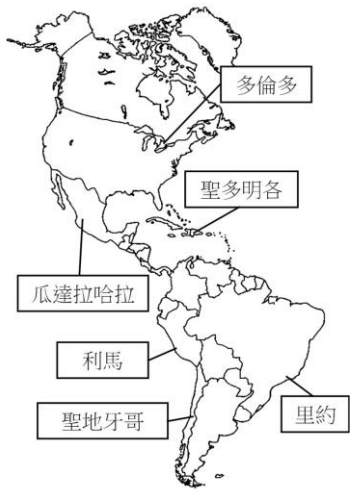 多倫多
聖多明各
瓜達拉哈拉
利馬
里約
聖地牙哥